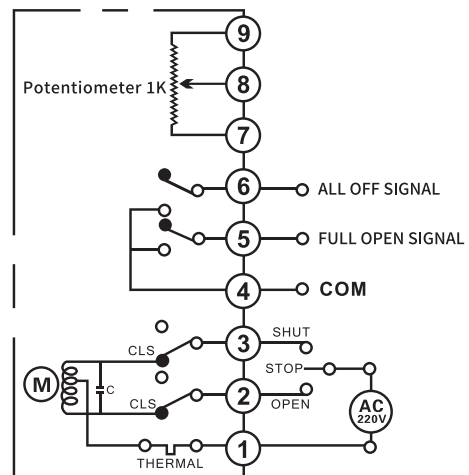 9
Potentiometer 1K
8
7
6
ALL OFF SIGNAL
5
FULL OPEN SIGNAL
4
COM
3
SHUT
CLS
STOP
M
C
2
CLS
OPEN
AC
220V
1
THERMAL